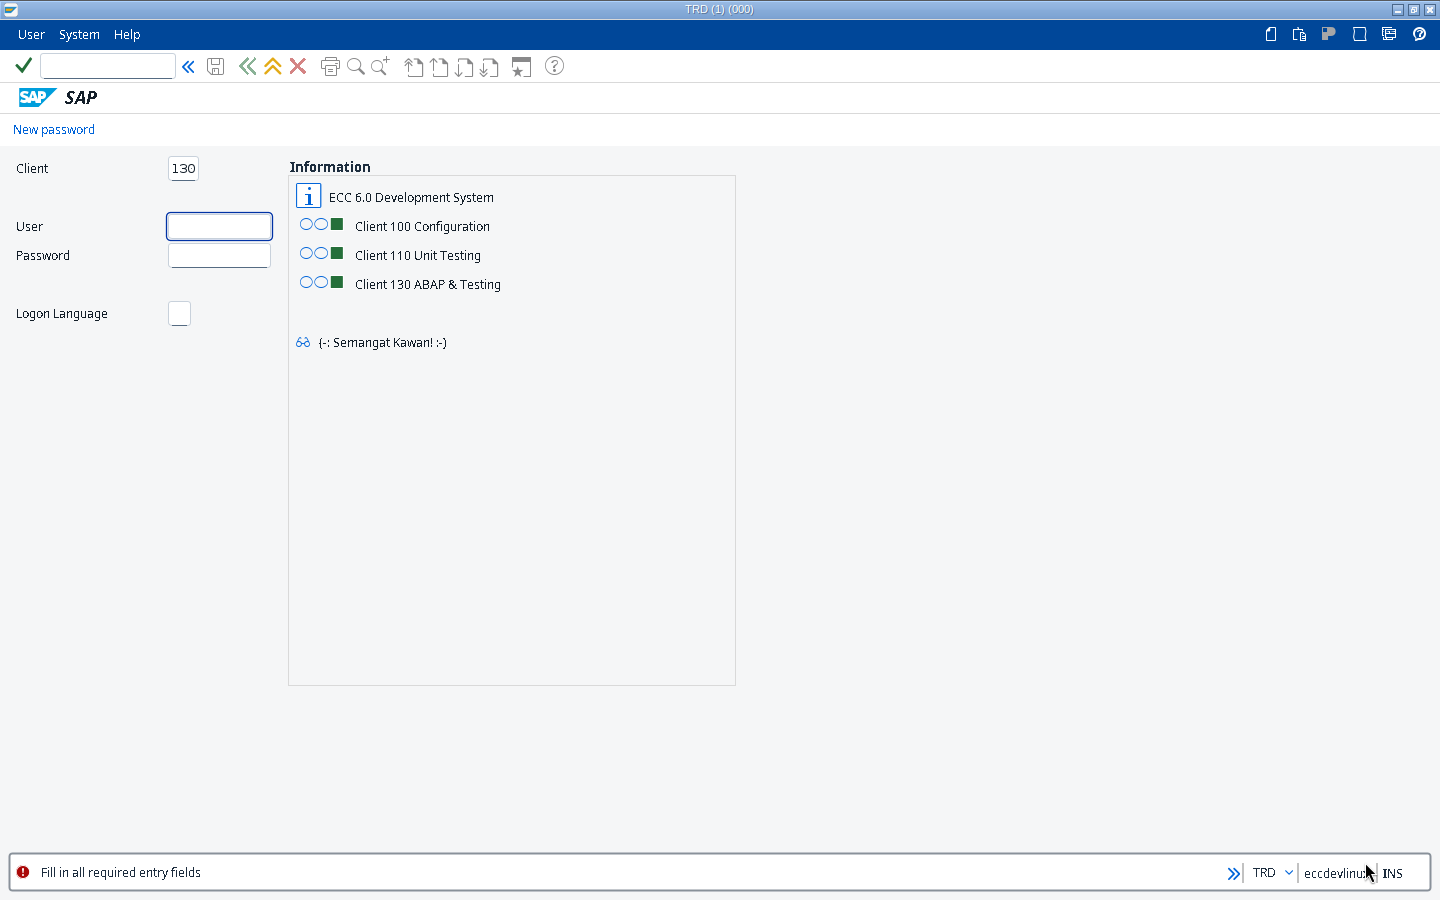 TRD (1) (000)
User System Help
SAP SAP
New password
Client 130
User
Password
Logon Language
Information
ECC 6.0 Development System
Client 100 Configuration
Client 110 Unit Testing
Client 130 ABAP & Testing
(-: Semangat Kawan! :-)
Fill in all required entry fields
TRD
INS